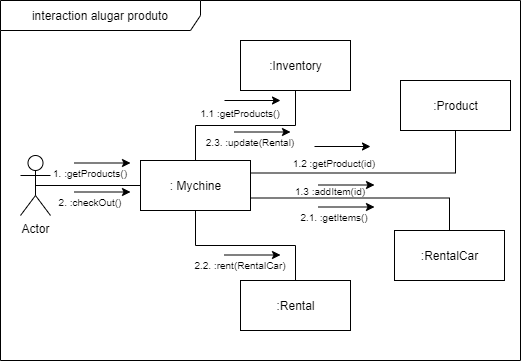 interaction alugar produto
:Inventory
1.1 :getProducts()
:Product
2.3. :update(Rental)
1.2 :getProduct(id)
1. :getProducts()
: Mychine
1.3 :addItem(id)
2. :checkOut()
2.1. :getItems()
Actor
:RentalCar
2.2. :rent(RentalCar)
:Rental